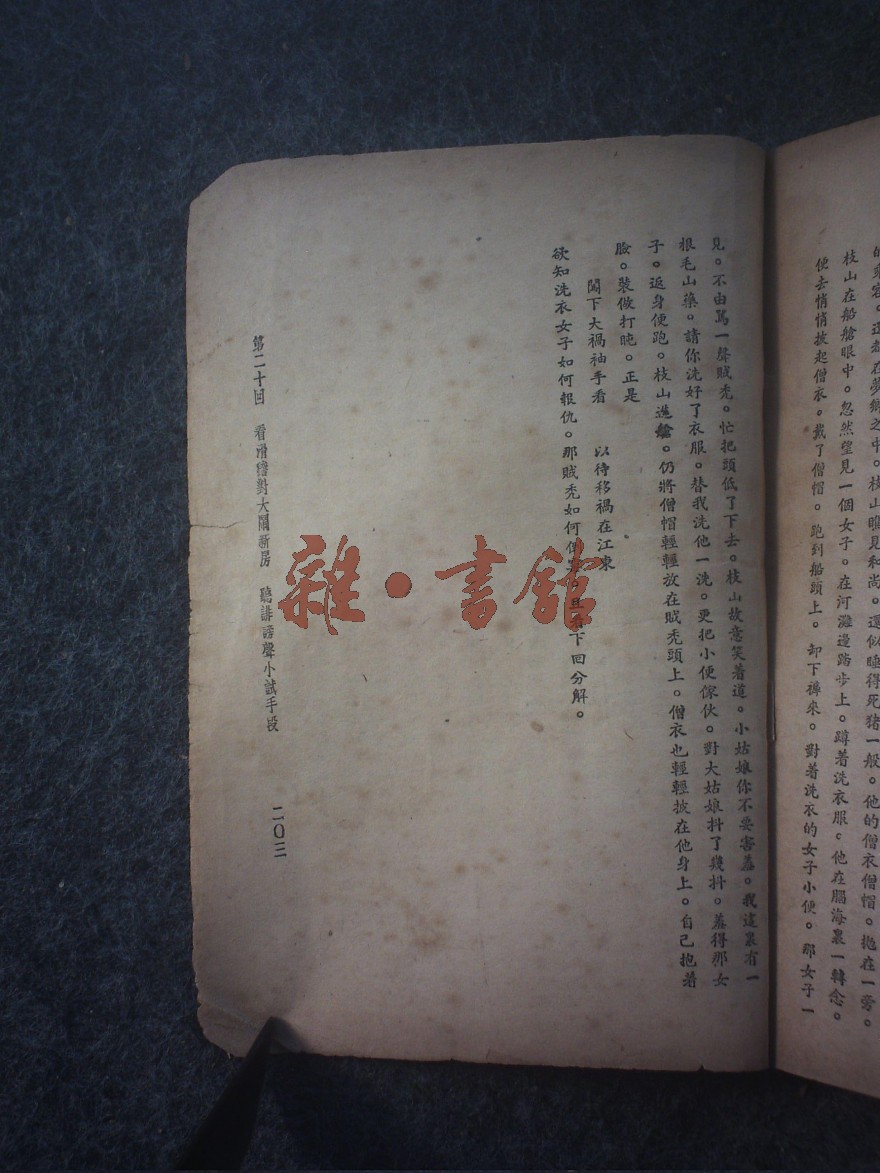 的乘客。還都在夢鄉之中。枝山瞧見和尚。還似睡得死猪一般。他的僧衣僧帽。抛在一旁。
枝山在船艙眼中。忽然望見一個女子。在河灘邊踏步上。蹲着洗衣服。他在腦海裏一轉念。
便去悄悄披起僧衣。戴了僧帽。跑到船頭上。卸下褲來。對着洗衣的女子小便。那女子一
見。不由罵一聲賊秃。忙把頭低了下去。枝山故意笑着道。小姑娘你不要害羞。我這裏有一
根毛山藥。請你洗好了衣服。替我洗他一洗。更把小便傢伙。對大姑娘抖了幾抖。羞得那女
子。返身便跑。枝山進艙。仍將僧帽輕輕放在賊秃頭上。僧衣也輕輕披在他身上。自己抱着
臉。裝做打盹。正是
闖下大禍袖手看 以待移禍在江東
欲知洗衣女子如何報仇。那賊秃如何 下回分解。
第二十回 看滑稽對大鬧新房 聽誹謗聲小試手段 二〇三
雜·書館